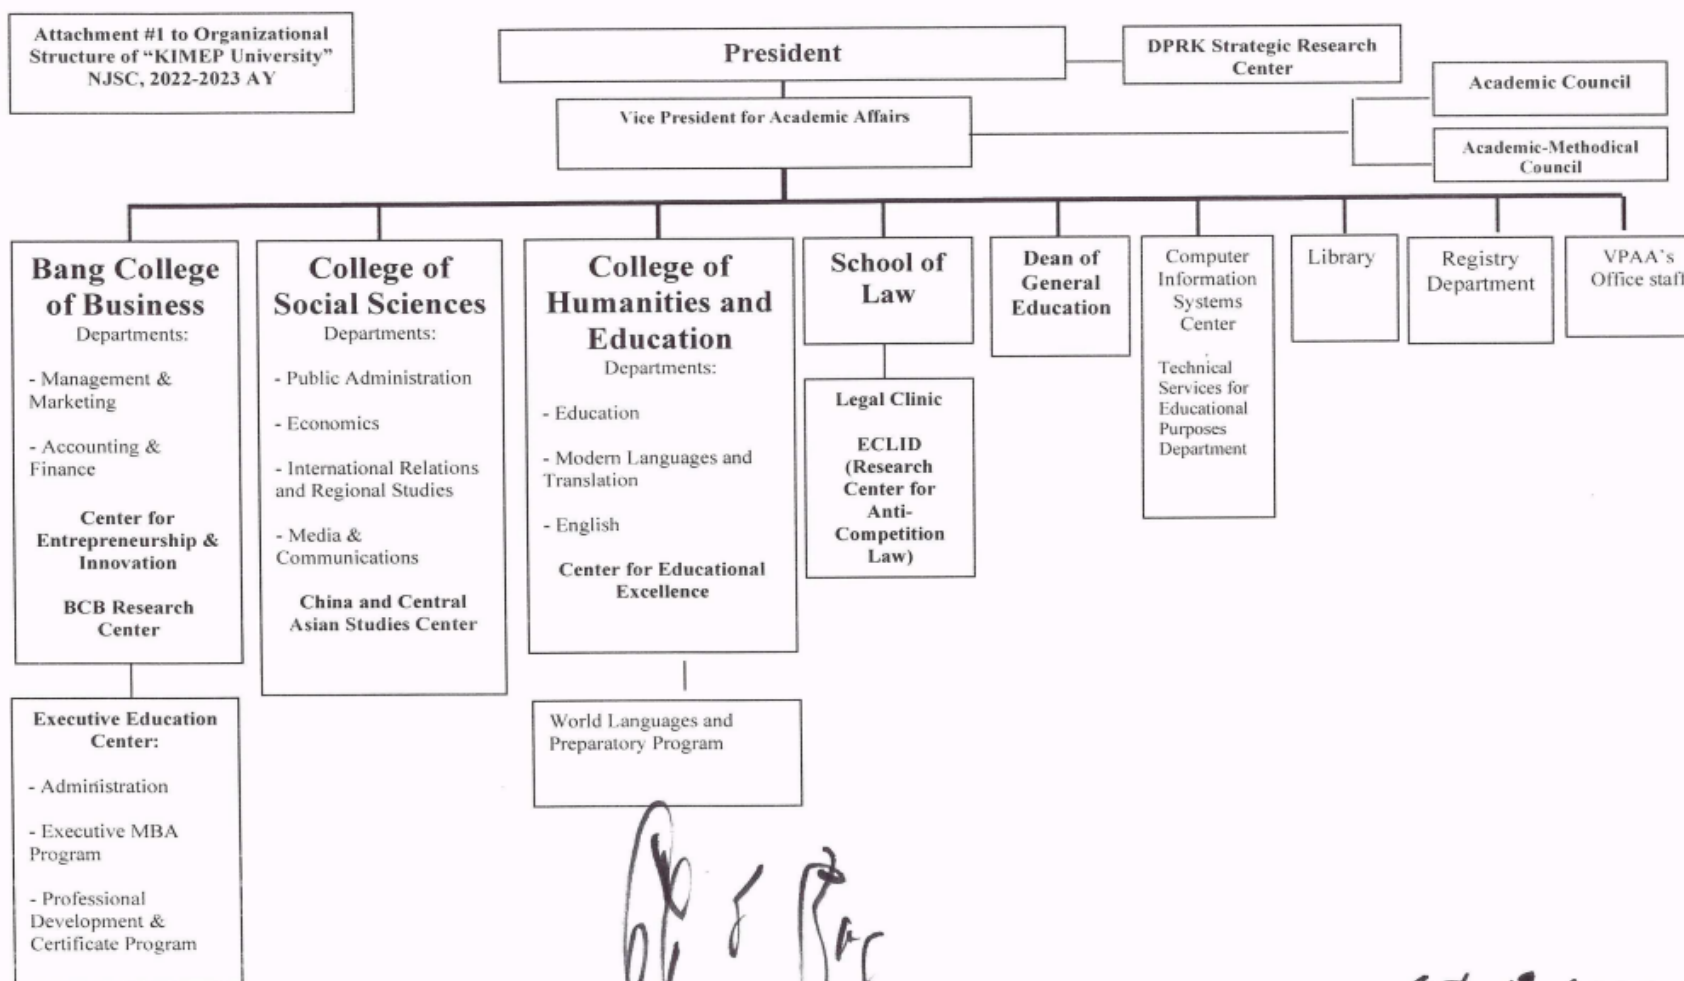 Attachment #1 to Organizational
Structure of “KIMEP University”
NJSC, 2022-2023 AY
President
DPRK Strategic Research
Center
Academic Council
Vice President for Academic Affairs
Academic-Methodical
Council
Bang College
of Business
Departments:
- Management &
Marketing
- Accounting &
Finance
Center for
Entrepreneurship &
Innovation
BCB Research
Center
Executive Education
Center:
- Administration
- Executive MBA
Program
- Professional
Development &
Certificate Program
College of
Social Sciences
Departments:
- Public Administration
- Economics
- International Relations
and Regional Studies
- Media &
Communications
China and Central
Asian Studies Center
College of
Humanities and
Education
Departments:
- Education
- Modern Languages and
Translation
- English
Center for Educational
Excellence
World Languages and
Preparatory Program
School of
Law
Legal Clinic
ECLID
(Research
Center for
Anti-
Competition
Law)
Dean of
General
Education
Computer
Information
Systems
Center
Technical
Services for
Educational
Purposes
Department
Library
Registry
Department
VPAA's
Office staff